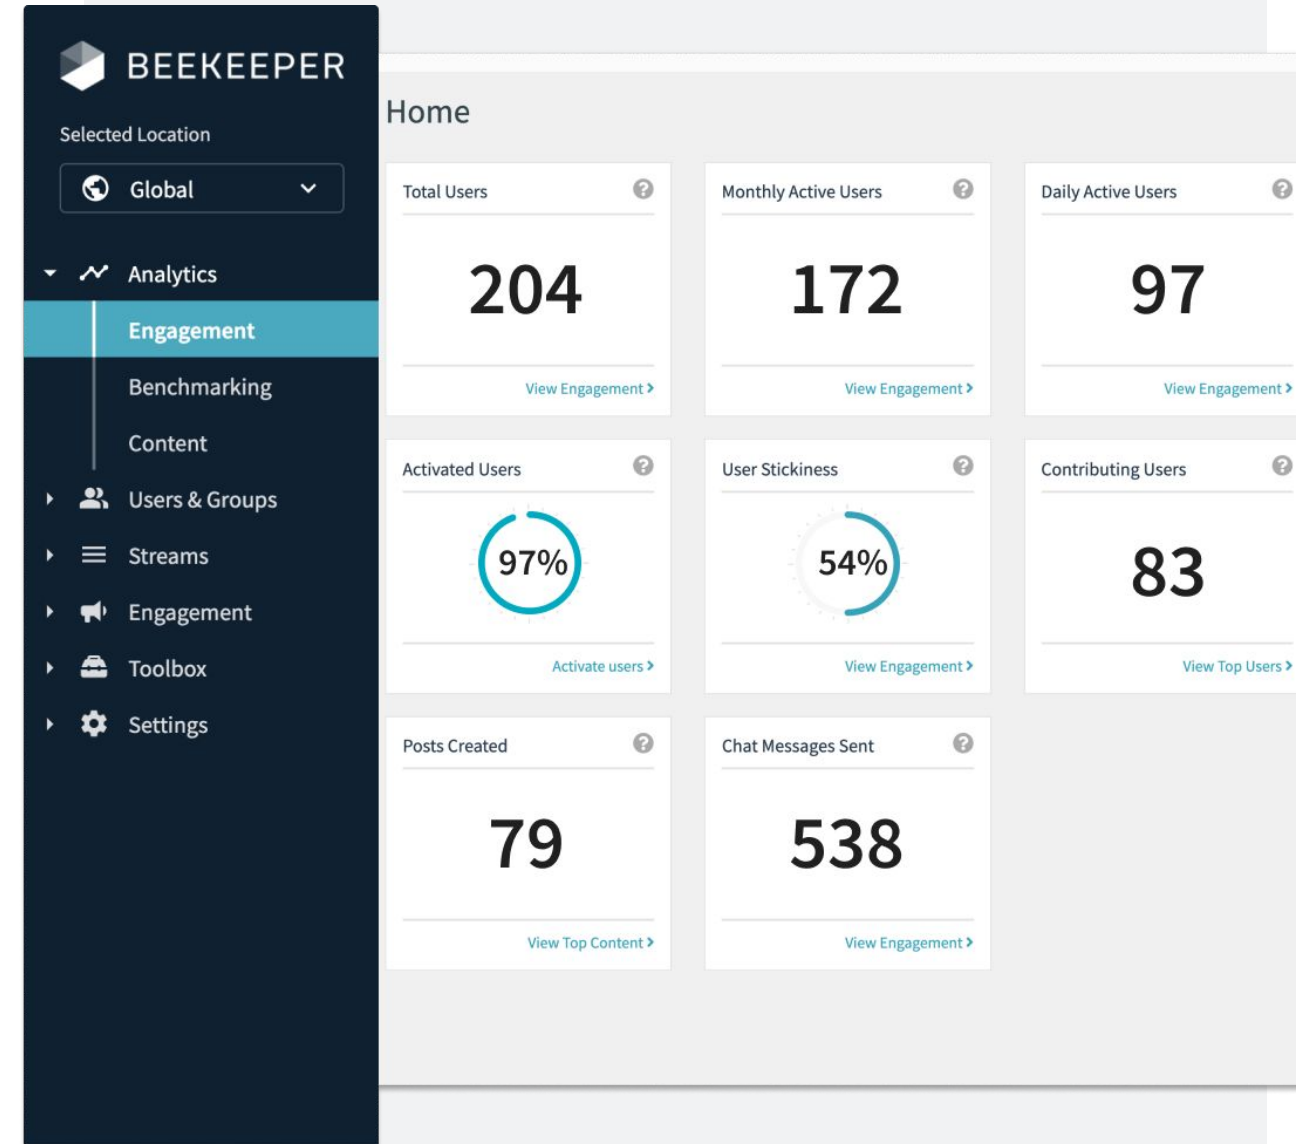 BEEKEEPER
Selected Location
Global
Analytics
Engagement
Benchmarking
Content
Users & Groups
Streams
Engagement
Toolbox
Settings
Home
Total Users ?
204
View Engagement >
Monthly Active Users ?
172
View Engagement >
Daily Active Users ?
97
View Engagement >
Activated Users ?
97%
Activate users >
User Stickiness ?
54%
View Engagement >
Contributing Users ?
83
View Top Users >
Posts Created ?
79
View Top Content >
Chat Messages Sent ?
538
View Engagement >